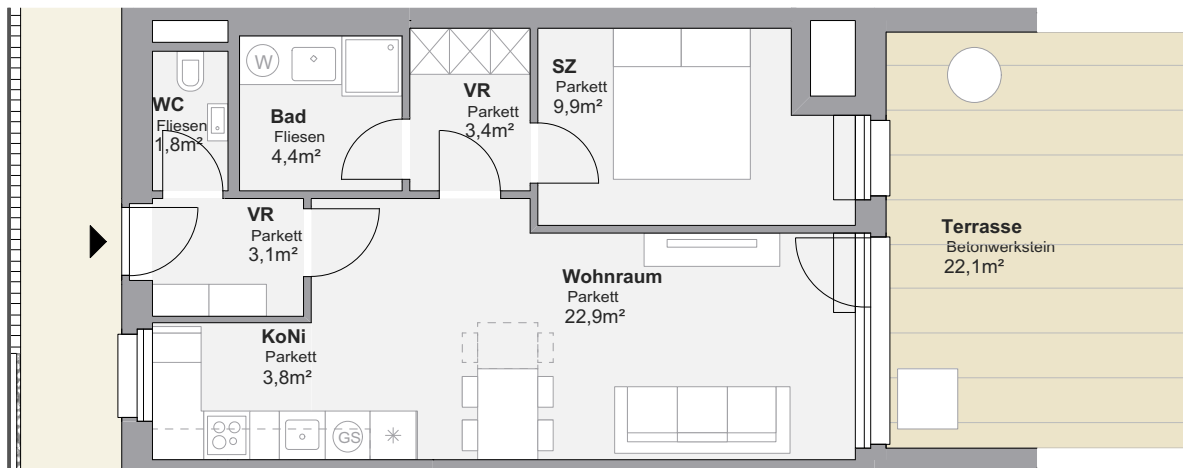 W
WC
Fliesen
1,8m²
Bad
Fliesen
4,4m²
VR
Parkett
3,4m²
SZ
Parkett
9,9m²
VR
Parkett
3,1m²
Wohnraum
Parkett
22,9m²
Terrasse
Betonwerkstein
22,1m²
KoNi
Parkett
3,8m²
GS